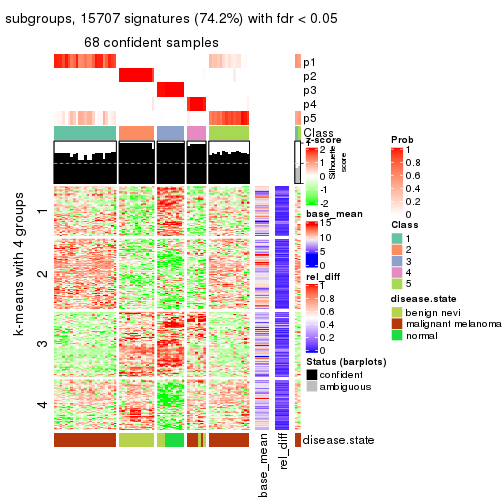 subgroups, 15707 signatures (74.2%) with fdr < 0.05
68 confident samples
p1
p2
p3
p4
p5
Class
z-score
2
1
0
-1
-2
Silhouette
score
base_mean
15
10
5
0
rel_diff
1
0.8
0.6
0.4
0.2
0
Status (barplots)
confident
ambiguous
Prob
1
0.8
0.6
0.4
0.2
0
Class
1
2
3
4
5
disease.state
benign nevi
malignant melanoma
normal
k-means with 4 groups
1
2
3
4
disease.state
base_mean
rel_diff